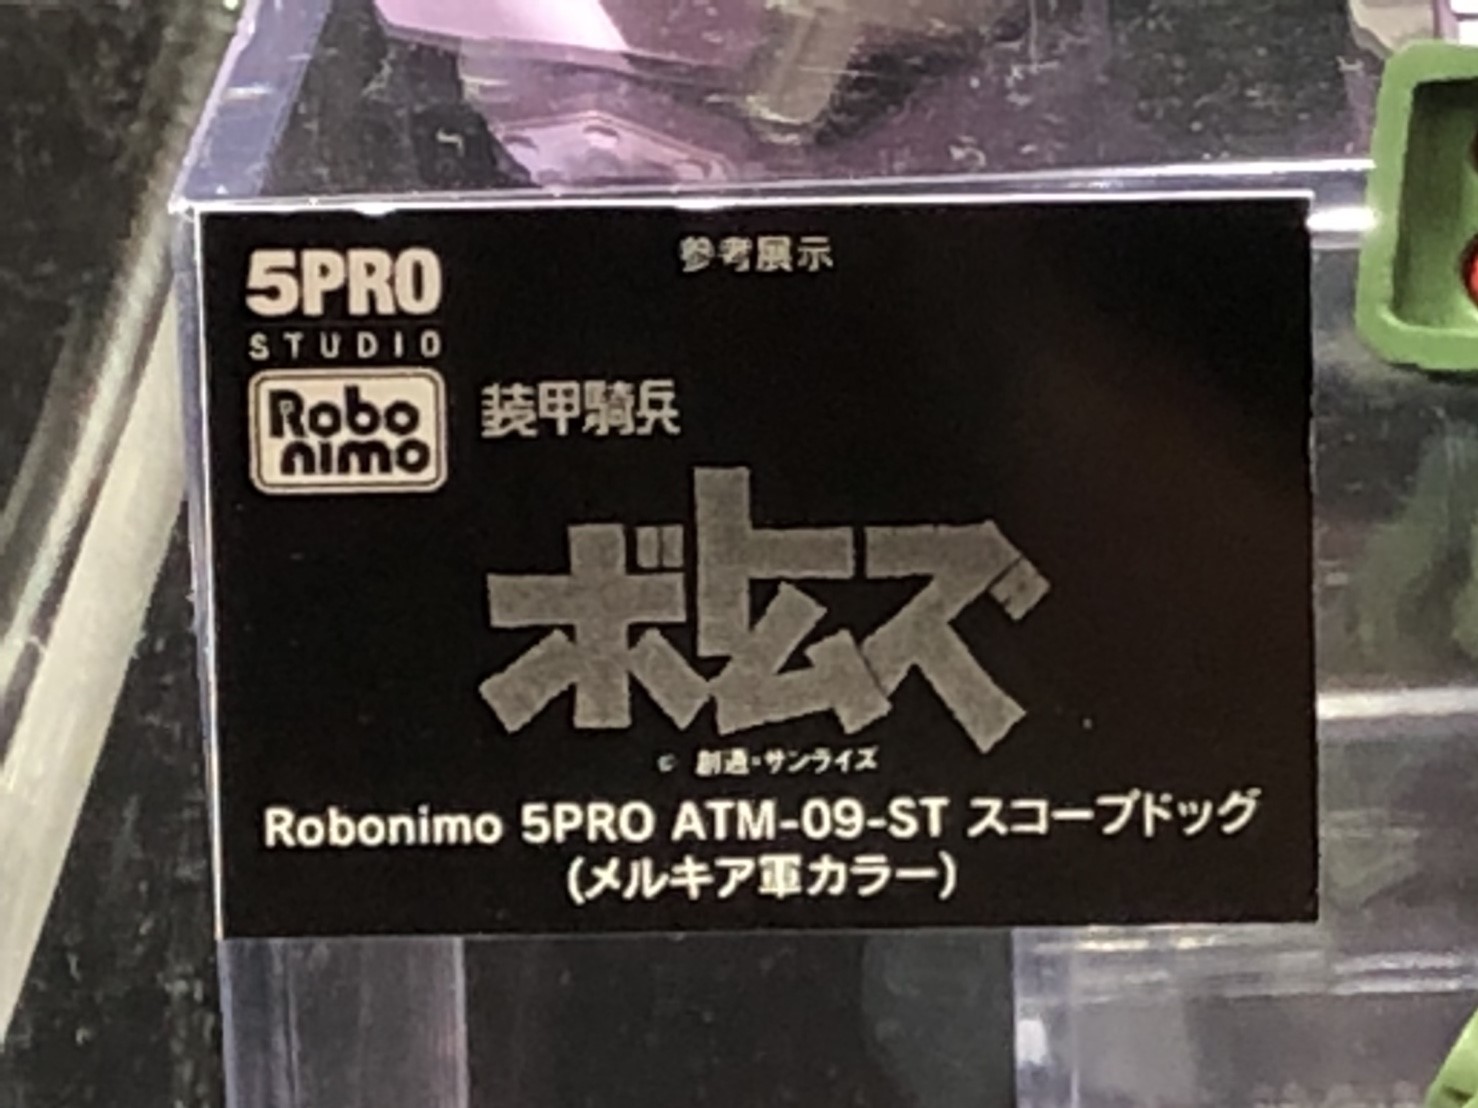 参考展示
5PRO
STUDIO
Robo
nimo
装甲騎兵
ボトムズ
© 創通・サンライズ
Robonimo 5PRO ATM-09-ST スコープドッグ
(メルキア軍カラー)